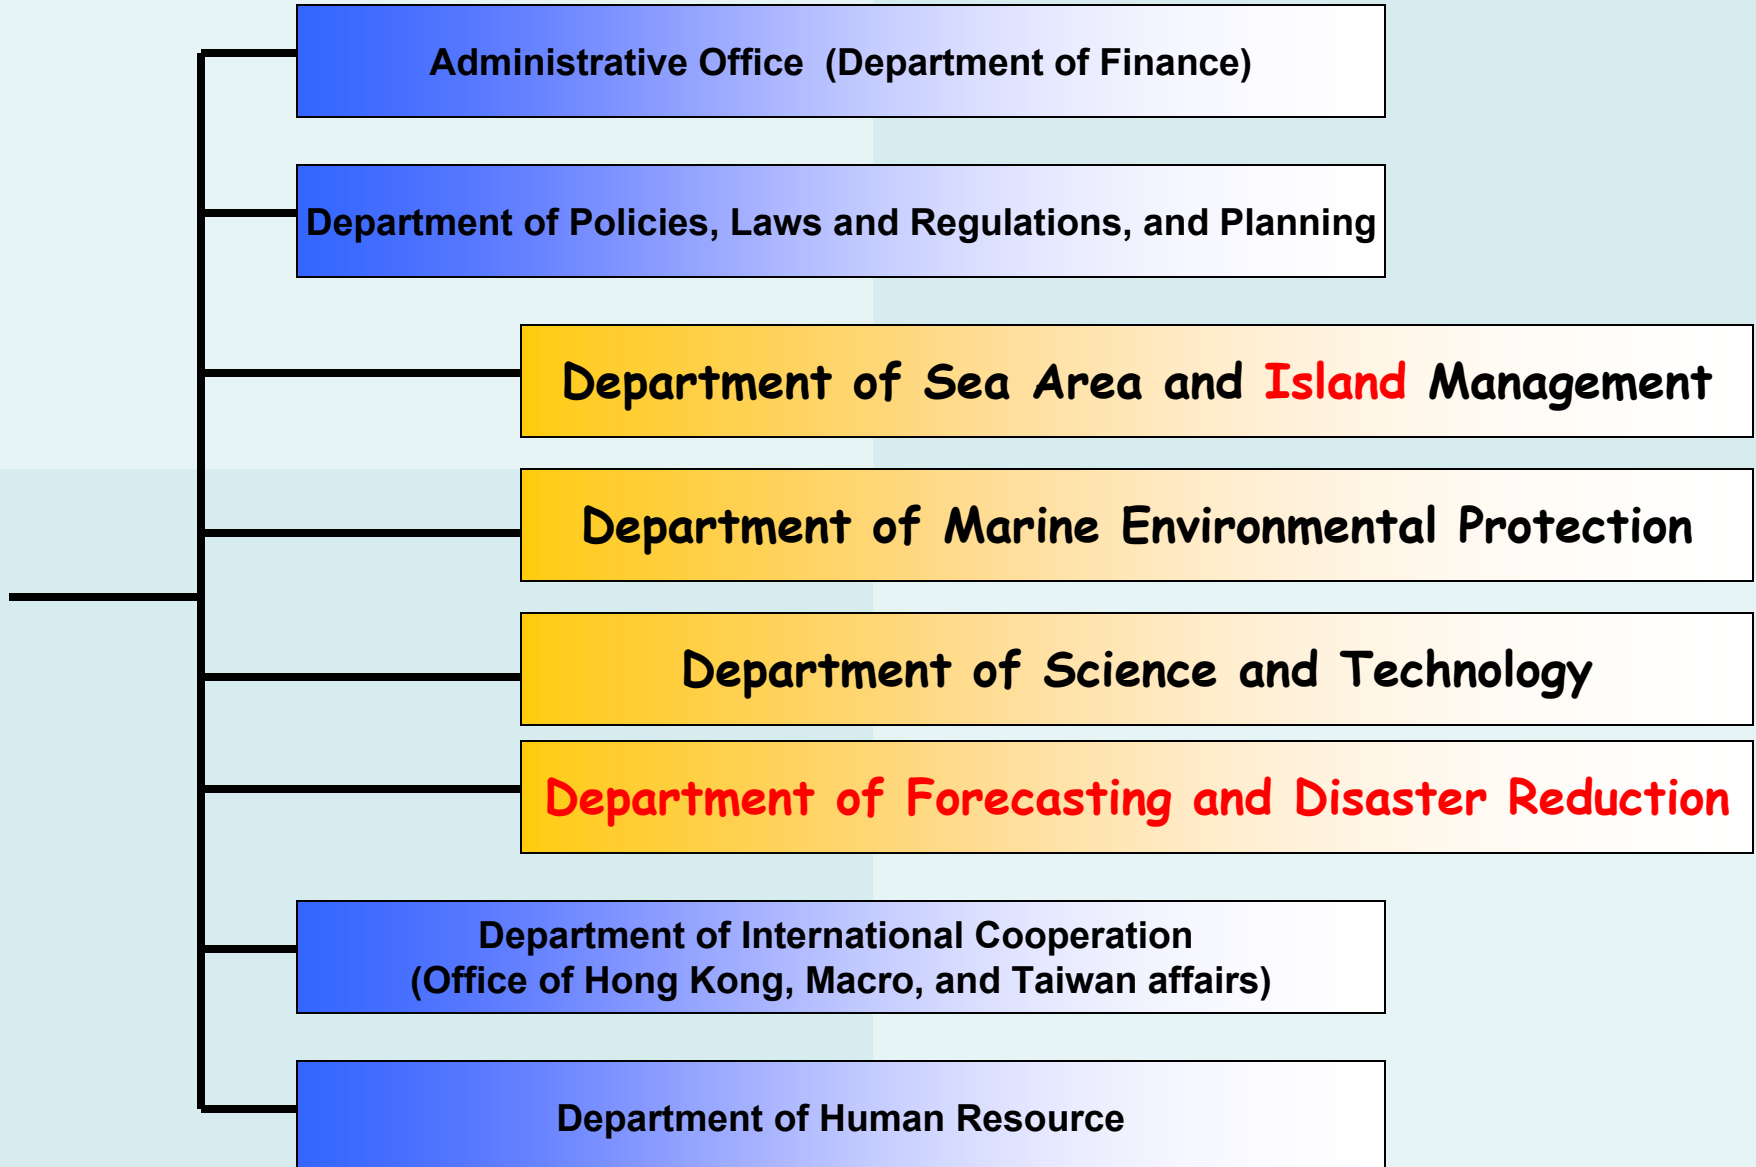 Administrative Office (Department of Finance)
Department of Policies, Laws and Regulations, and Planning
Department of Sea Area and Island Management
Department of Marine Environmental Protection
Department of Science and Technology
Department of Forecasting and Disaster Reduction
Department of International Cooperation
(Office of Hong Kong, Macro, and Taiwan affairs)
Department of Human Resource